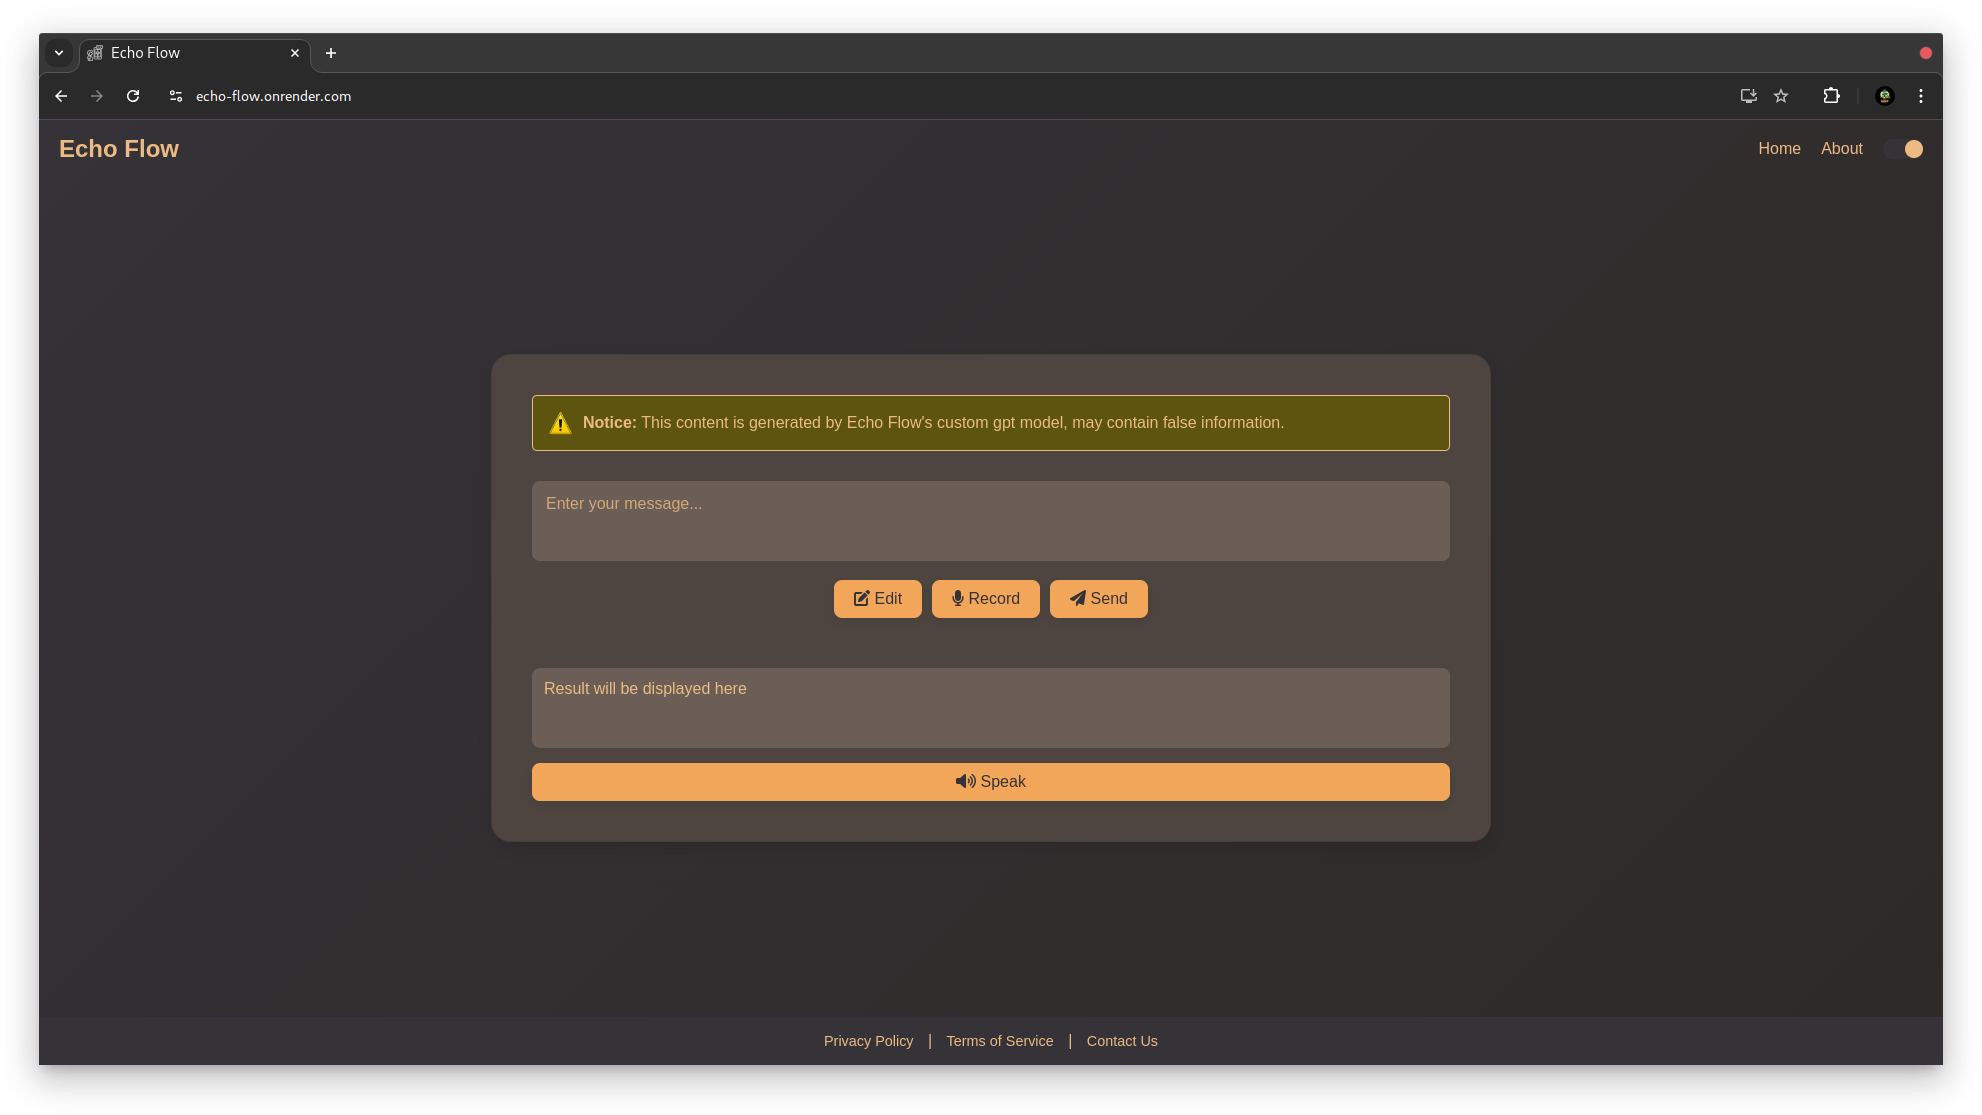 Echo Flow
echo-flow.onrender.com
Echo Flow
Home About
Notice: This content is generated by Echo Flow's custom gpt model, may contain false information.
Enter your message...
Edit Record Send
Result will be displayed here
Speak
Privacy Policy | Terms of Service | Contact Us